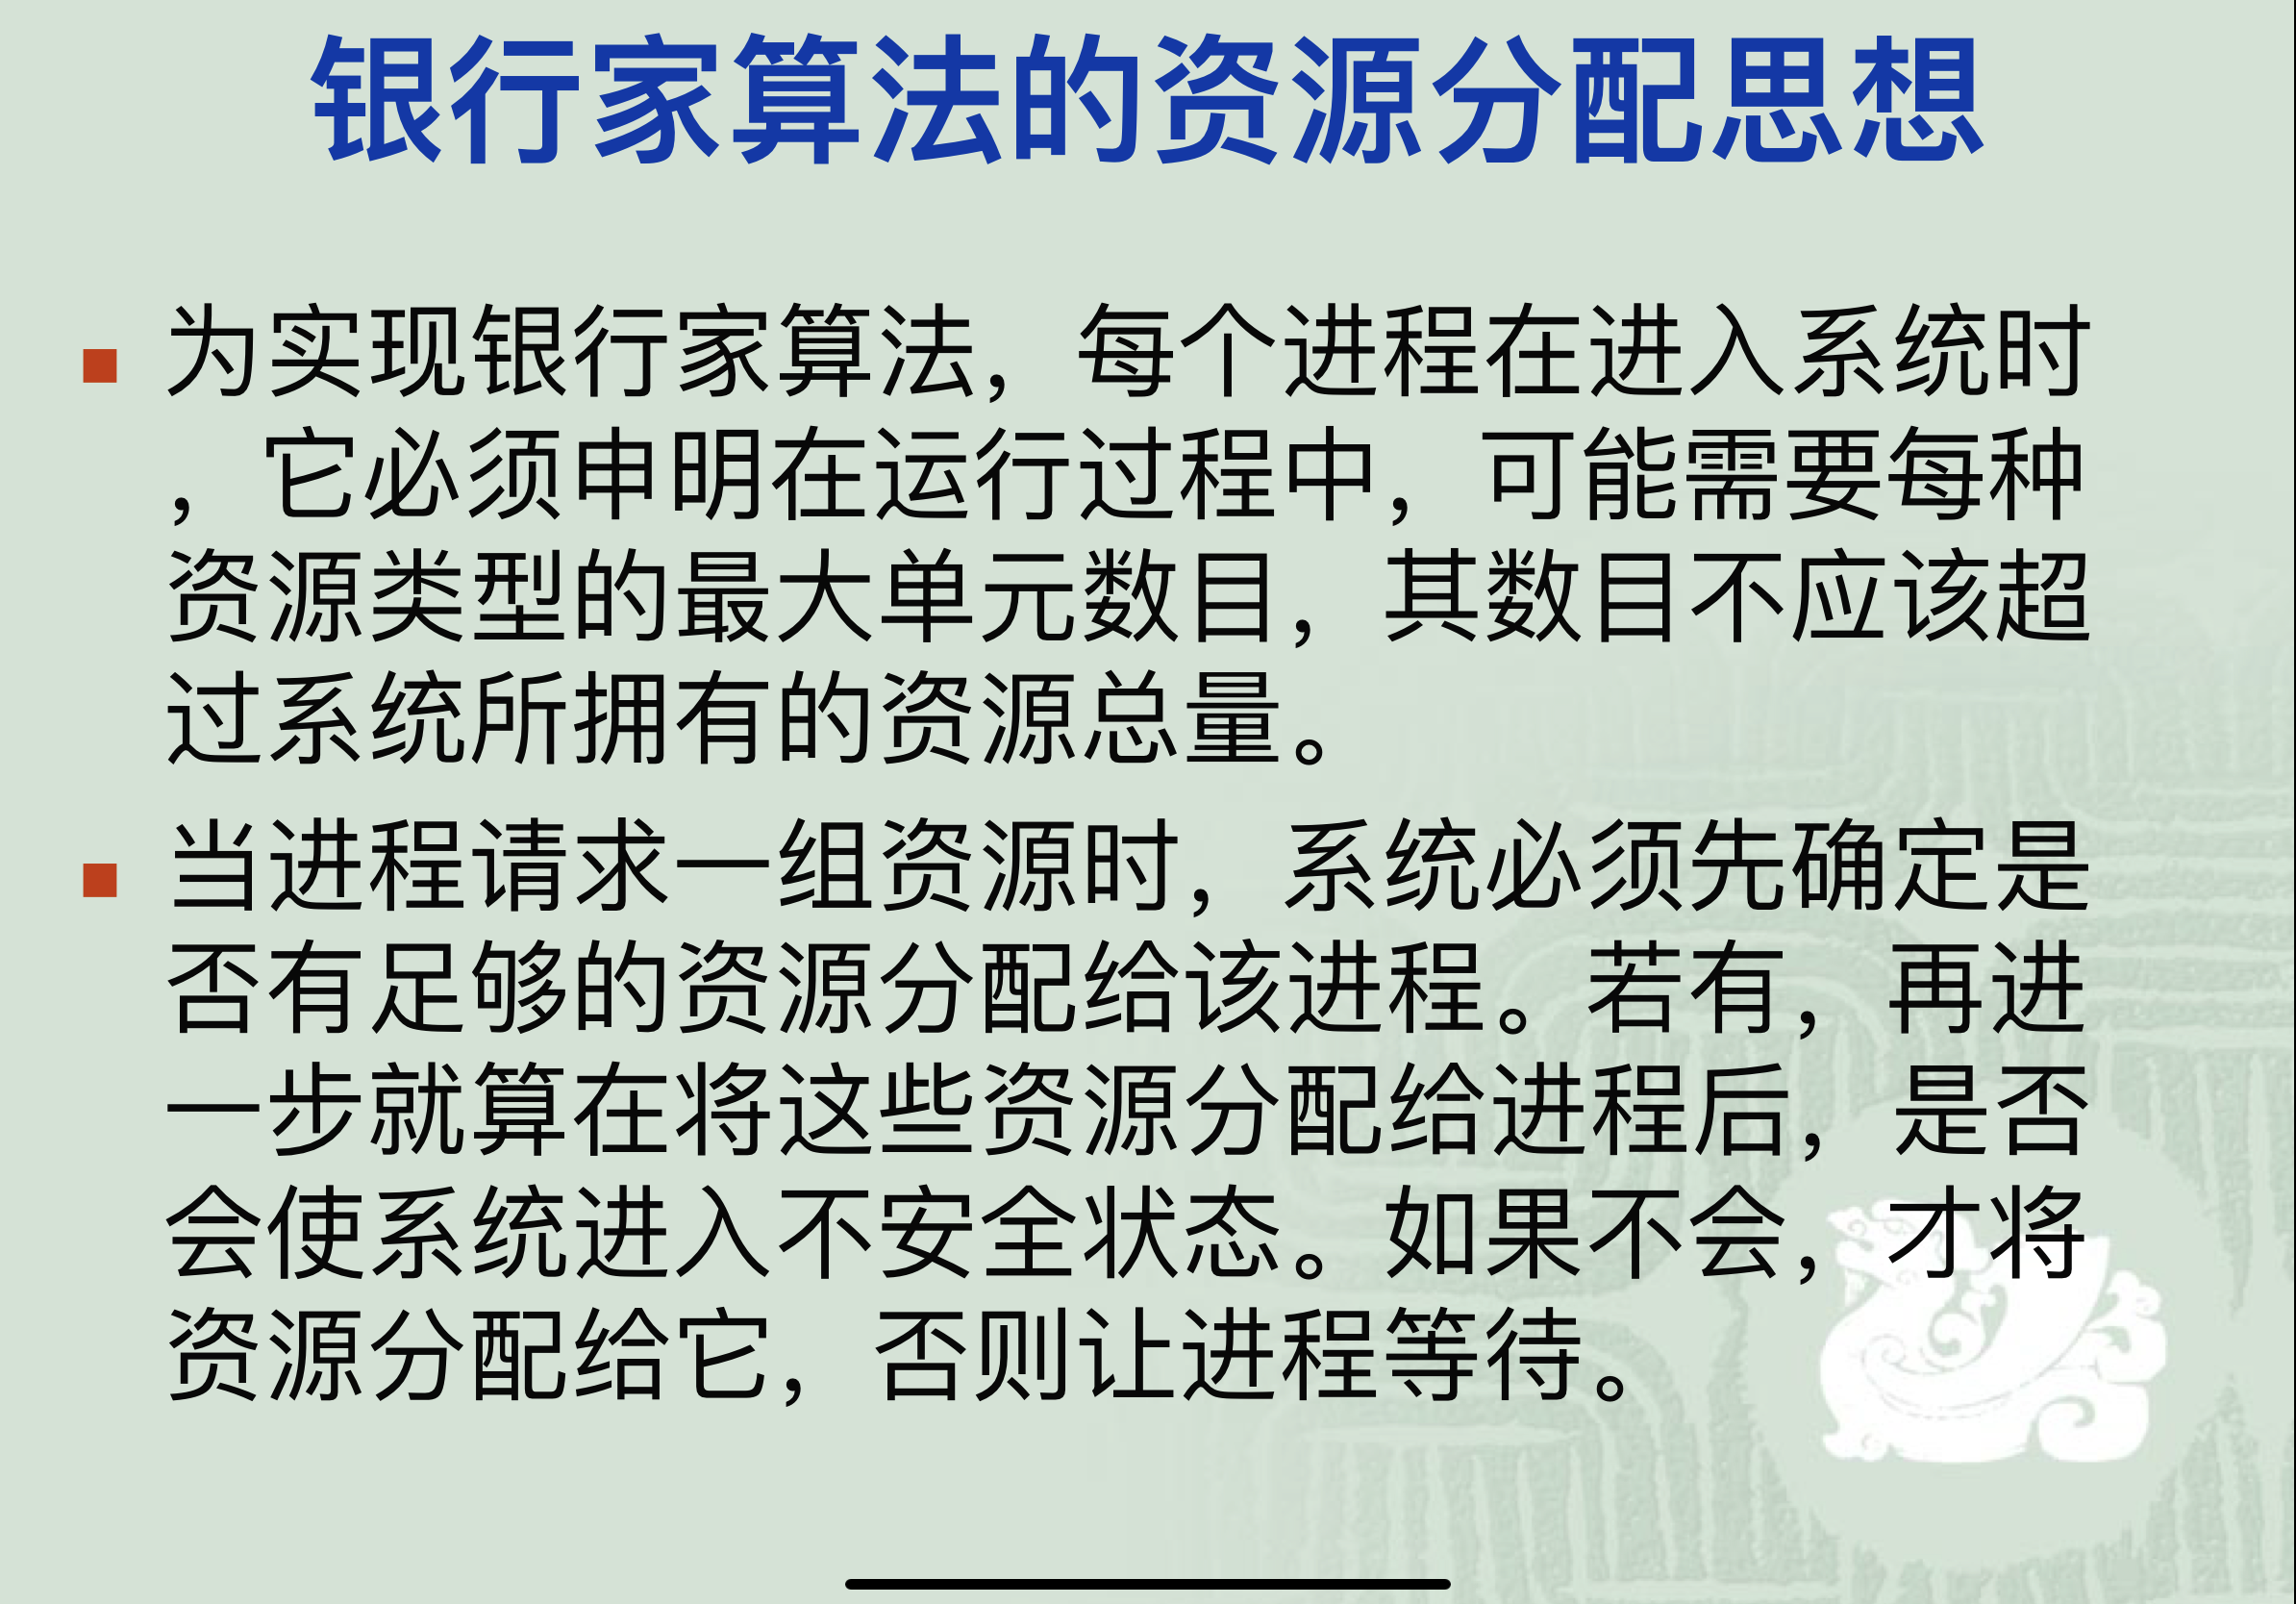 银行家算法的资源分配思想
为实现银行家算法，每个进程在进入系统时
，它必须申明在运行过程中，可能需要每种
资源类型的最大单元数目，其数目不应该超
过系统所拥有的资源总量。
当进程请求一组资源时，系统必须先确定是
否有足够的资源分配给该进程。若有，再进
一步就算在将这些资源分配给进程后，是否
会使系统进入不安全状态。如果不会，才将
资源分配给它，否则让进程等待。